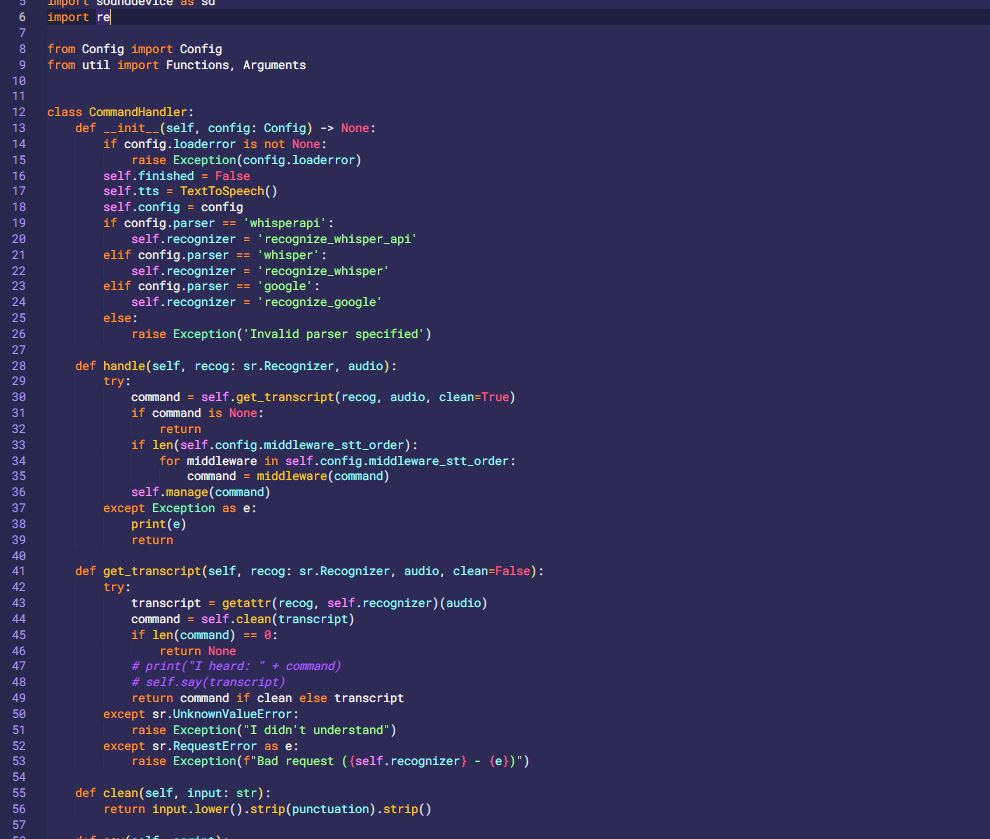 5 import sounddevice as sd
6 import re
7
8 from Config import Config
9 from util import Functions, Arguments
10
11
12 class CommandHandler:
13     def __init__(self, config: Config) -> None:
14         if config.loaderror is not None:
15             raise Exception(config.loaderror)
16         self.finished = False
17         self.tts = TextToSpeech()
18         self.config = config
19         if config.parser == 'whisperapi':
20             self.recognizer = 'recognize_whisper_api'
21         elif config.parser == 'whisper':
22             self.recognizer = 'recognize_whisper'
23         elif config.parser == 'google':
24             self.recognizer = 'recognize_google'
25         else:
26             raise Exception('Invalid parser specified')
27
28     def handle(self, recog: sr.Recognizer, audio):
29         try:
30             command = self.get_transcript(recog, audio, clean=True)
31             if command is None:
32                 return
33             if len(self.config.middleware_stt_order):
34                 for middleware in self.config.middleware_stt_order:
35                     command = middleware(command)
36             self.manage(command)
37         except Exception as e:
38             print(e)
39             return
40
41     def get_transcript(self, recog: sr.Recognizer, audio, clean=False):
42         try:
43             transcript = getattr(recog, self.recognizer)(audio)
44             command = self.clean(transcript)
45             if len(command) == 0:
46                 return None
47             # print("I heard: " + command)
48             # self.say(transcript)
49             return command if clean else transcript
50         except sr.UnknownValueError:
51             raise Exception("I didn't understand")
52         except sr.RequestError as e:
53             raise Exception(f"Bad request ({self.recognizer} - {e})")
54
55     def clean(self, input: str):
56         return input.lower().strip(punctuation).strip()
57